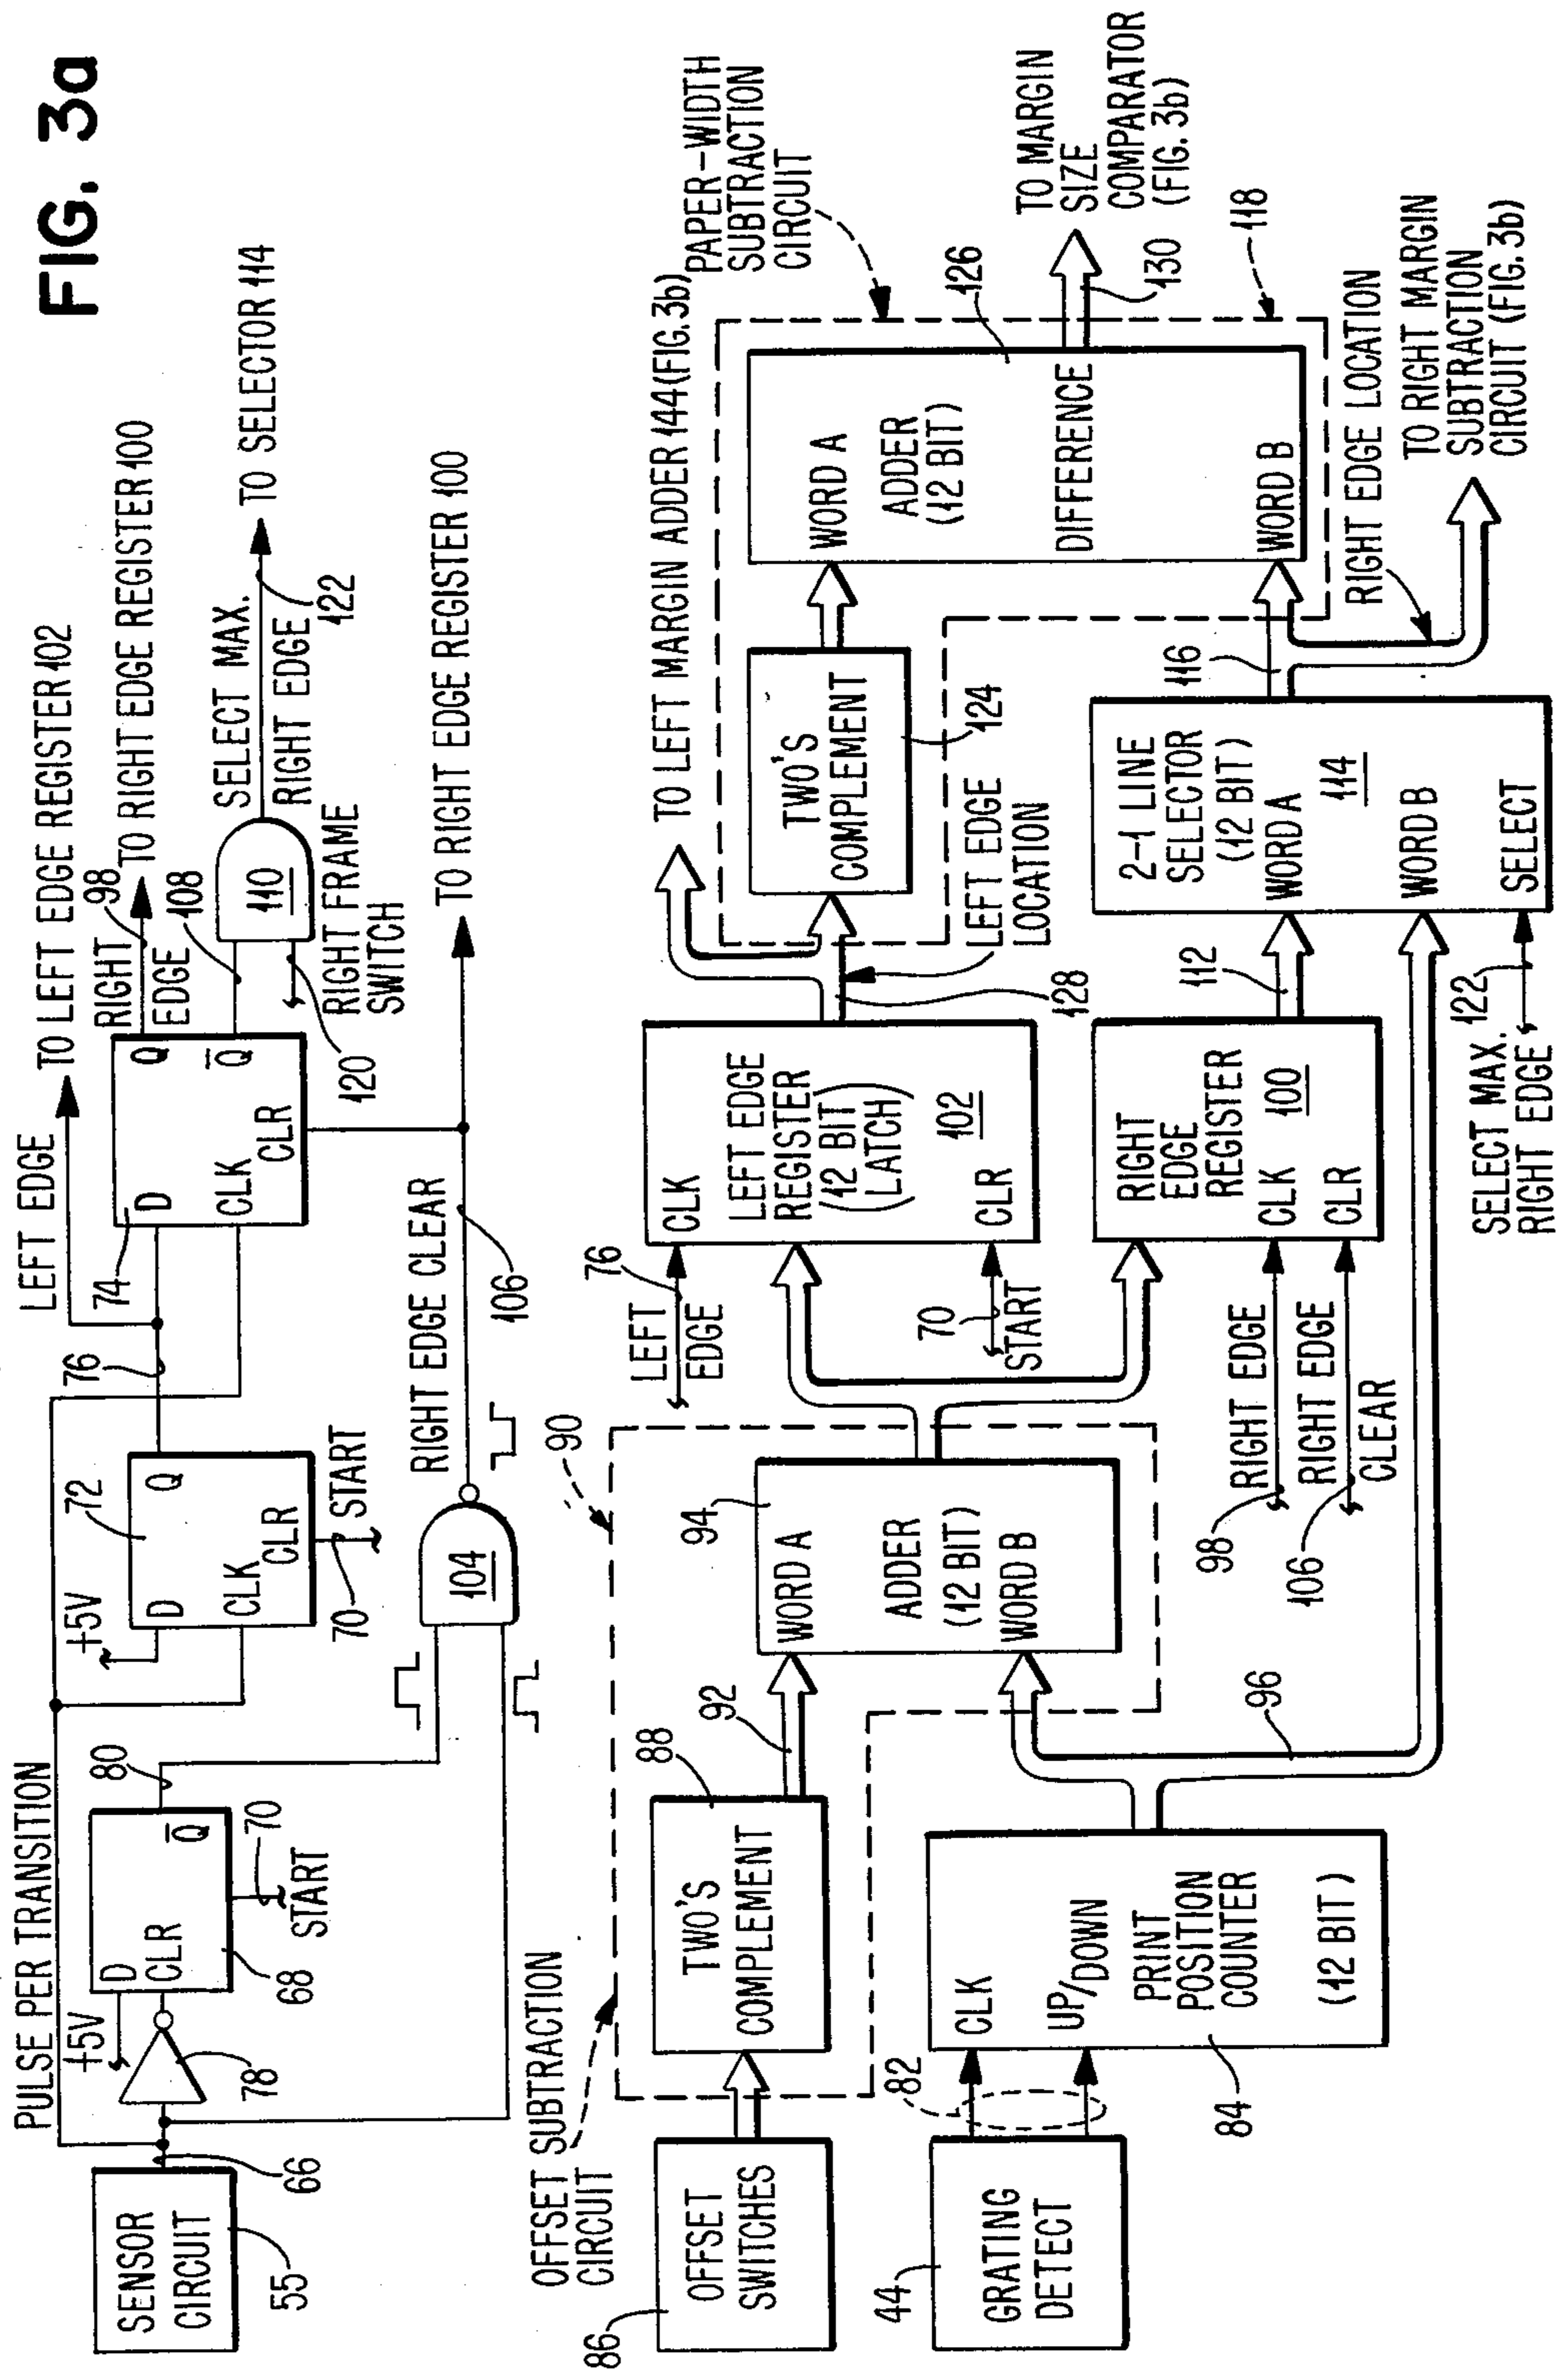 FIG. 3a
PULSE PER TRANSITION
SENSOR
CIRCUIT
55
66
78
+5V
D
CLR
Q̅
68
70
START
80
+5V
D
CLK
CLR
Q
72
70
START
76
LEFT EDGE
TO LEFT EDGE REGISTER 102
74
D
CLK
CLR
Q
Q̅
RIGHT
EDGE
98
TO RIGHT EDGE REGISTER 100
108
110
120
RIGHT FRAME
SWITCH
SELECT MAX.
RIGHT EDGE
122
TO SELECTOR 114
104
RIGHT EDGE CLEAR
106
TO RIGHT EDGE REGISTER 100
OFFSET SUBTRACTION
CIRCUIT
90
86
OFFSET
SWITCHES
88
TWO'S
COMPLEMENT
92
94
WORD A
ADDER
(12 BIT)
WORD B
44
GRATING
DETECT
82
CLK
UP/DOWN
PRINT
POSITION
COUNTER
(12 BIT)
84
96
LEFT
EDGE
76
70
START
CLK
LEFT EDGE
REGISTER
(12 BIT
LATCH)
102
CLR
RIGHT EDGE
98
RIGHT EDGE
CLEAR
106
RIGHT
EDGE
REGISTER
100
CLK
CLR
128
LEFT EDGE
LOCATION
TO LEFT MARGIN ADDER 144 (FIG. 3b)
112
SELECT MAX.
RIGHT EDGE
122
2-1 LINE
SELECTOR
(12 BIT)
WORD A
114
WORD B
SELECT
116
TWO'S
COMPLEMENT
124
PAPER-WIDTH
SUBTRACTION
CIRCUIT
126
WORD A
ADDER
(12 BIT)
DIFFERENCE
WORD B
130
TO MARGIN
SIZE
COMPARATOR
(FIG. 3b)
118
RIGHT EDGE LOCATION
TO RIGHT MARGIN
SUBTRACTION
CIRCUIT (FIG. 3b)